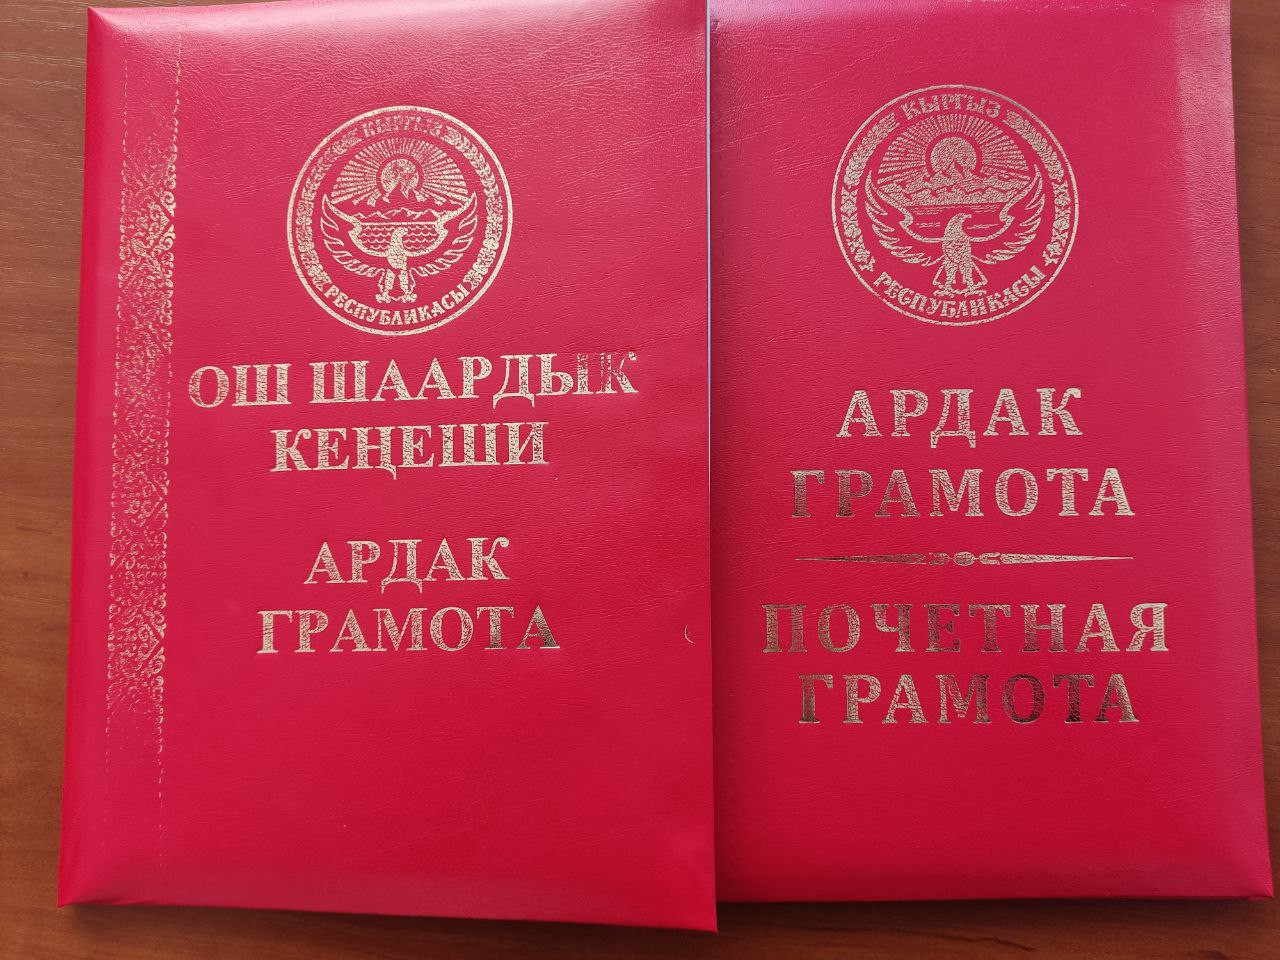 КЫРГЫЗ
РЕСПУБЛИКАСЫ
ОШ ШААРДЫК
КЕҢЕШИ
АРДАК
ГРАМОТА
КЫРГЫЗ
РЕСПУБЛИКАСЫ
АРДАК
ГРАМОТА
ПОЧЕТНАЯ
ГРАМОТА